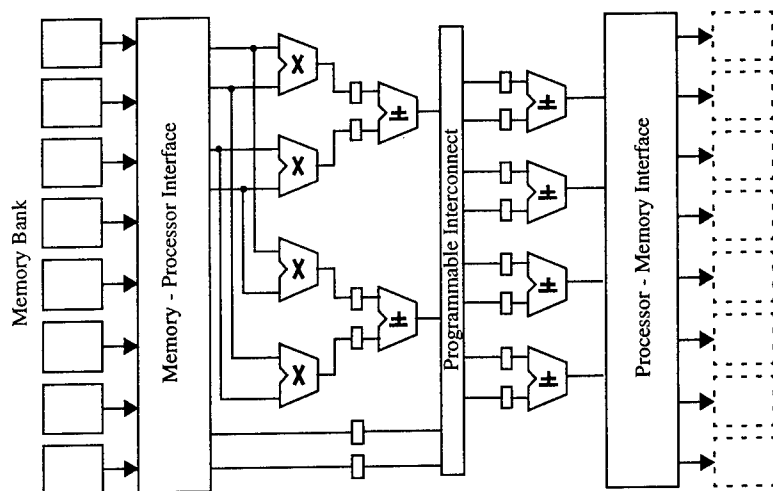 Memory Bank
Memory - Processor Interface
X
X
X
X
±
±
Programmable Interconnect
±
±
±
±
Processor - Memory Interface